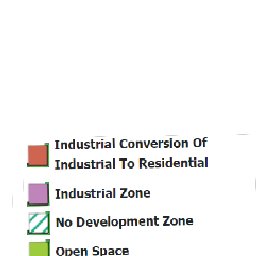 Industrial Conversion Of
Industrial To Residential
Industrial Zone
No Development Zone
Open Space